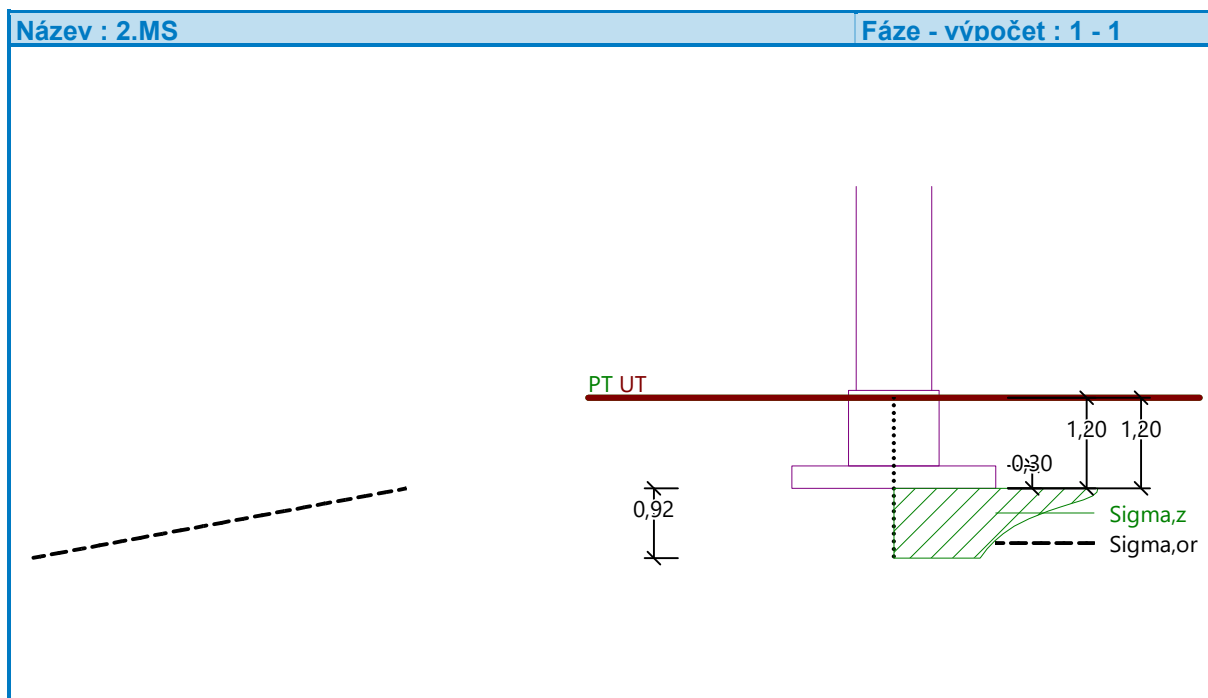 Název : 2.MS
Fáze - výpočet : 1 - 1
PT UT
1,20 1,20
0,30
0,92
Sigma,z
Sigma,or